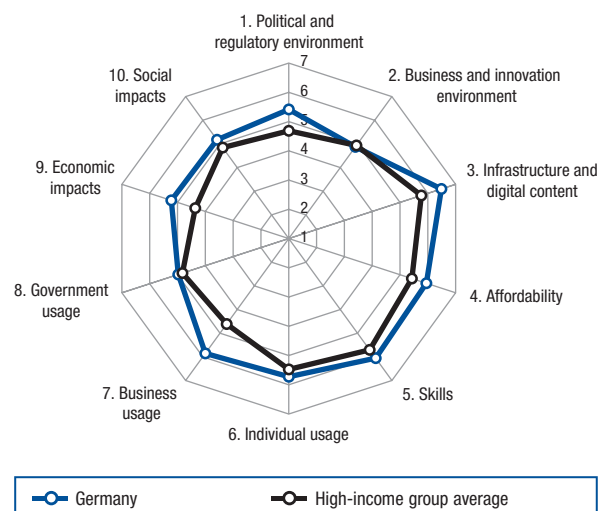 1. Political and
regulatory environment
10. Social
impacts
2. Business and innovation
environment
9. Economic
impacts
3. Infrastructure and
digital content
8. Government
usage
4. Affordability
7. Business
usage
5. Skills
6. Individual usage
7
6
5
4
3
2
1
Germany
High-income group average